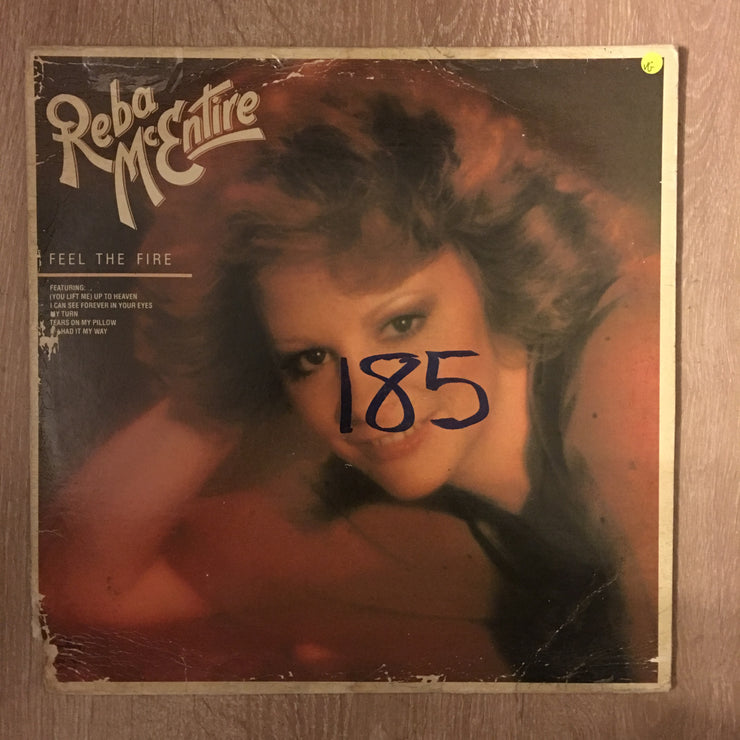 Reba
McEntire
FEEL THE FIRE
FEATURING:
(YOU LIFT ME) UP TO HEAVEN
I CAN SEE FOREVER IN YOUR EYES
MY TURN
TEARS ON MY PILLOW
HAD IT MY WAY
185
VG